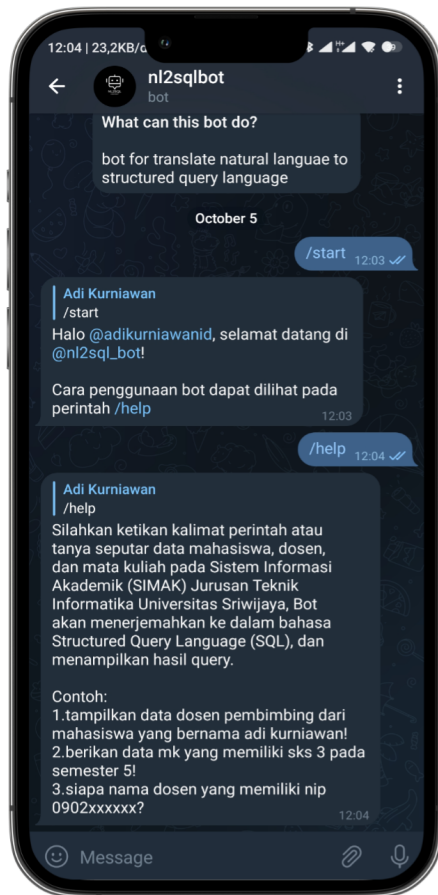 12:04 | 23,2KB/
nl2sqlbot
bot
What can this bot do?
bot for translate natural languae to
structured query language
October 5
/start 12:03
Adi Kurniawan
/start
Halo @adikurniawanid, selamat datang di
@nl2sql_bot!
Cara penggunaan bot dapat dilihat pada
perintah /help
12:03
/help 12:04
Adi Kurniawan
/help
Silahkan ketikan kalimat perintah atau
tanya seputar data mahasiswa, dosen,
dan mata kuliah pada Sistem Informasi
Akademik (SIMAK) Jurusan Teknik
Informatika Universitas Sriwijaya, Bot
akan menerjemahkan ke dalam bahasa
Structured Query Language (SQL), dan
menampilkan hasil query.
Contoh:
1.tampilkan data dosen pembimbing dari
mahasiswa yang bernama adi kurniawan!
2.berikan data mk yang memiliki sks 3 pada
semester 5!
3.siapa nama dosen yang memiliki nip
0902xxxxxx?
12:04
Message